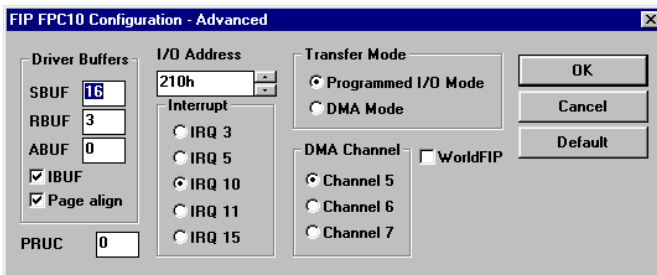 FIP FPC10 Configuration - Advanced
Driver Buffers
SBUF 16
RBUF 3
ABUF 0
IBUF
Page align
PRUC 0
I/O Address
210h
Interrupt
IRQ 3
IRQ 5
IRQ 10
IRQ 11
IRQ 15
Transfer Mode
Programmed I/O Mode
DMA Mode
DMA Channel
Channel 5
Channel 6
Channel 7
WorldFIP
OK
Cancel
Default